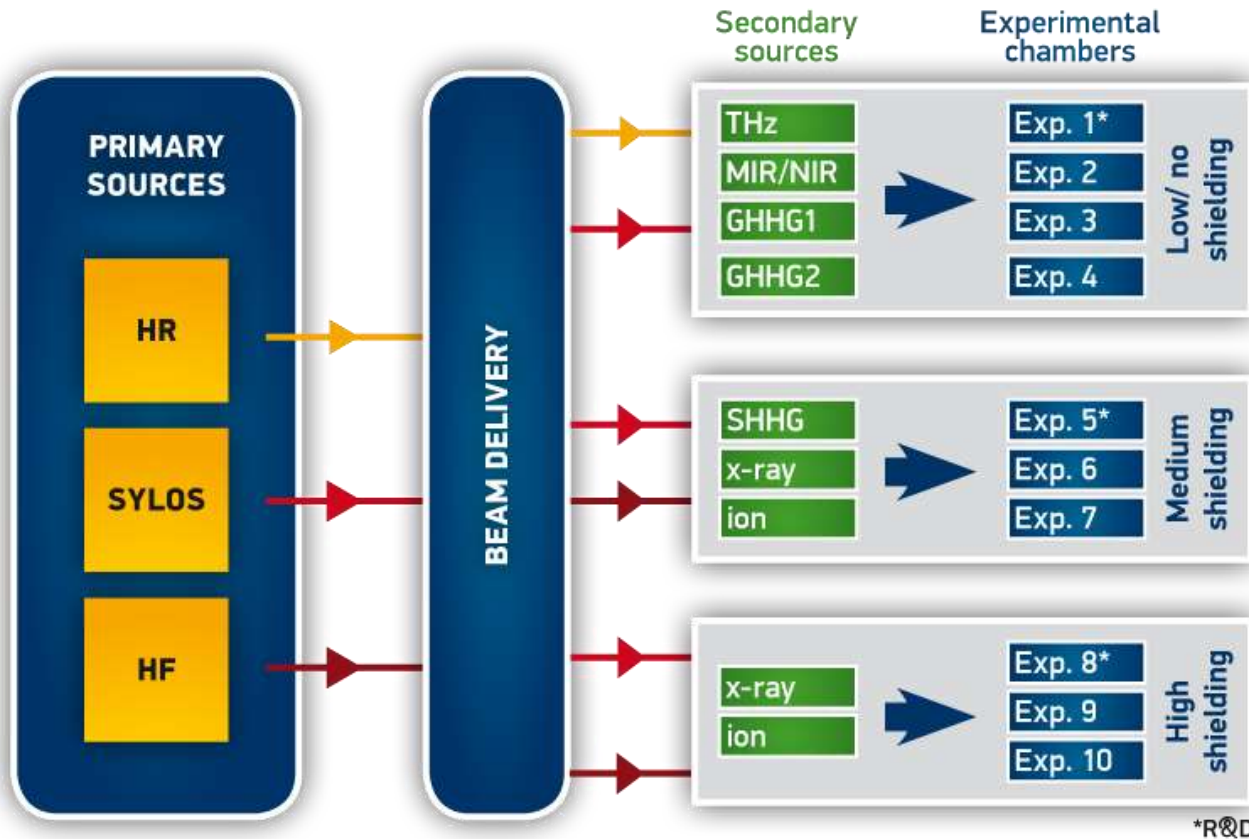 Secondary
sources
Experimental
chambers
PRIMARY
SOURCES
HR
SYLOS
HF
BEAM DELIVERY
THz
MIR/NIR
GHHG1
GHHG2
Exp. 1*
Exp. 2
Exp. 3
Exp. 4
Low/ no
shielding
SHHG
x-ray
ion
Exp. 5*
Exp. 6
Exp. 7
Medium
shielding
x-ray
ion
Exp. 8*
Exp. 9
Exp. 10
High
shielding
*R&D